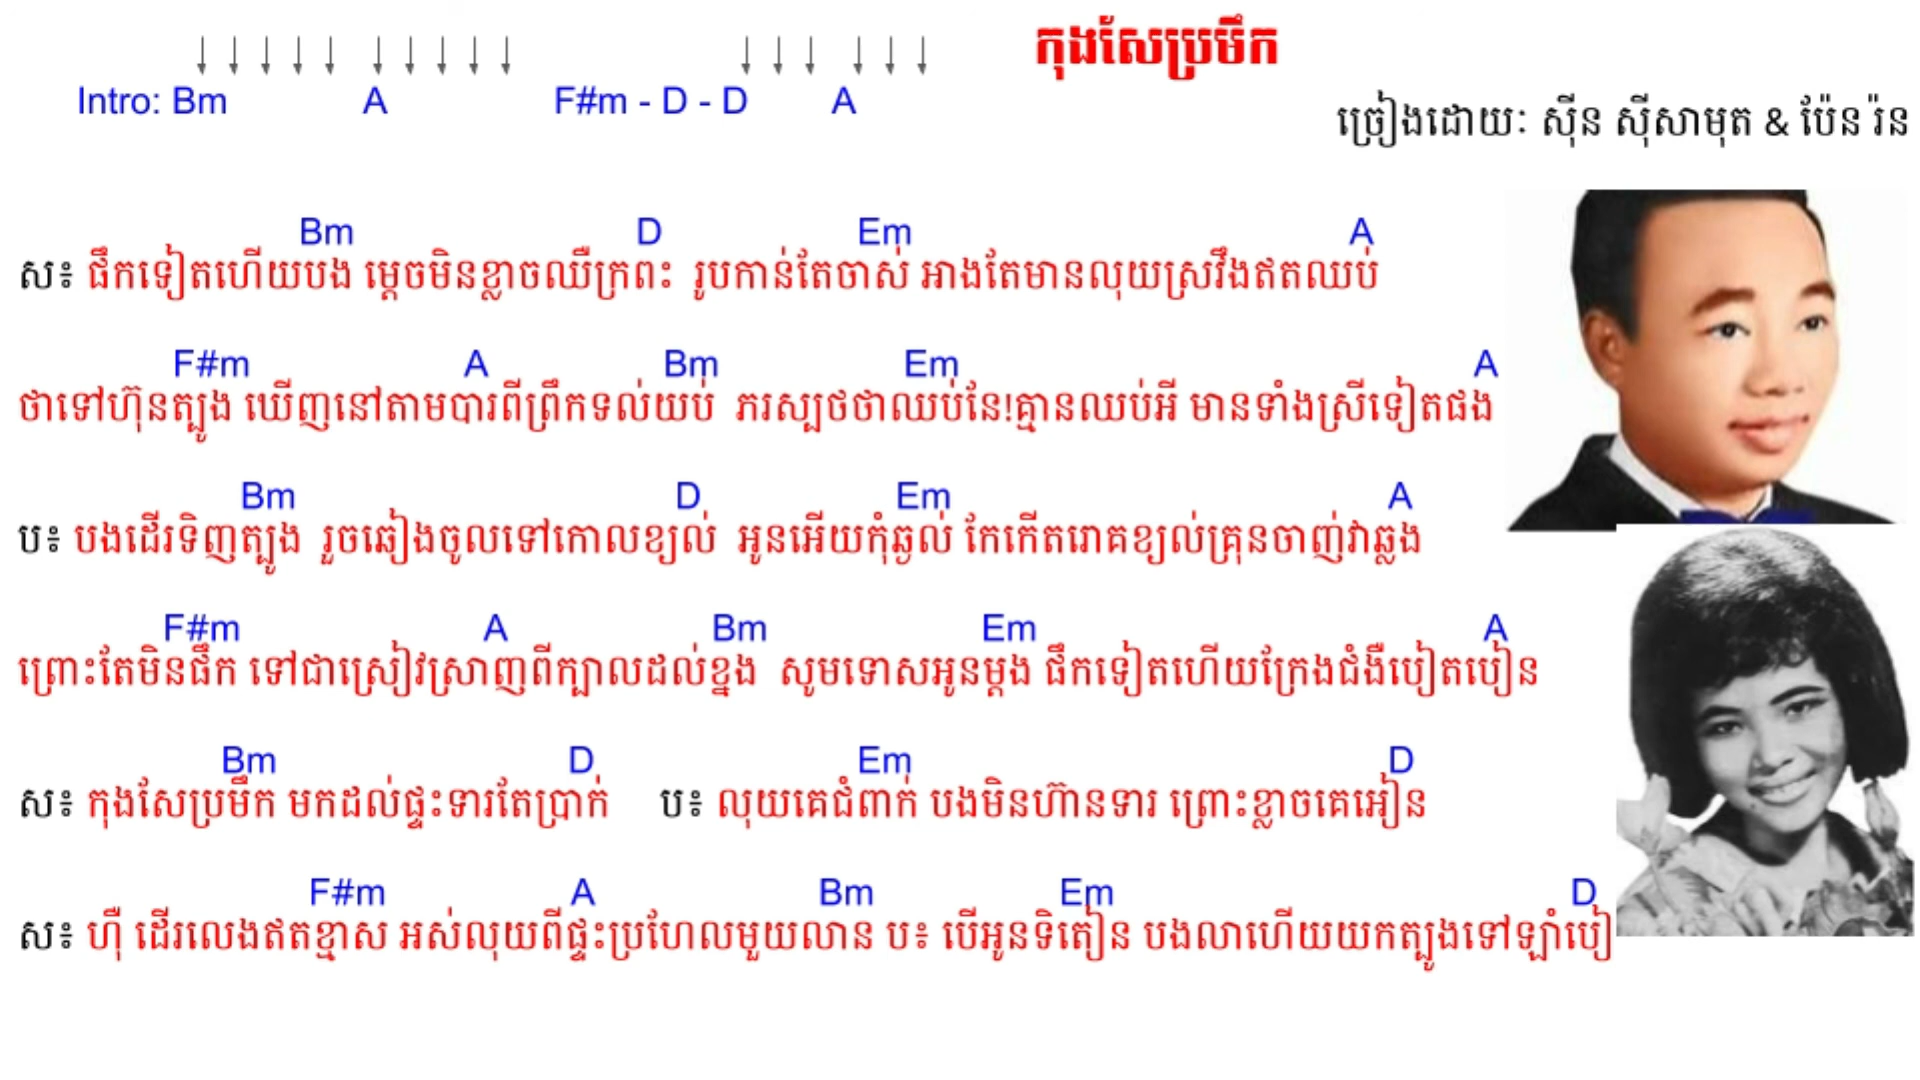 កុងសែប្រមឹក
Intro: Bm A F#m - D - D A
ច្រៀងដោយ: ស៊ីន ស៊ីសាមុត & ប៉ែន រ៉ន
Bm D Em A
ស៖ ផឹកទៀតហើយបង ម្ដេចមិនខ្លាចឈឺក្រពះ រូបកាន់តែចាស់ អាងតែមានលុយស្រវឹងឥតឈប់
F#m A Bm Em A
ថាទៅហ៊ុនត្បូង ឃើញនៅតាមបារពីព្រឹកទល់យប់ ភរស្បថថាឈប់នែ!គ្មានឈប់អី មានទាំងស្រីទៀតផង
Bm D Em A
ប៖ បងដើរទិញត្បូង រួចឆៀងចូលទៅកោលខ្យល់ អូនអើយកុំឆ្ងល់ កែកើតរោគខ្យល់គ្រុនចាញ់វាឆ្លង
F#m A Bm Em A
ព្រោះតែមិនផឹក ទៅជាស្រៀវស្រាញពីក្បាលដល់ខ្នង សូមទោសអូនម្ដង ផឹកទៀតហើយក្រែងជំងឺបៀតបៀន
Bm D Em D
ស៖ កុងសែប្រមឹក មកដល់ផ្ទះទារតែប្រាក់ ប៖ លុយគេជំពាក់ បងមិនហ៊ានទារ ព្រោះខ្លាចគេអៀន
F#m A Bm Em D
ស៖ ហ៊ី ដើរលេងឥតខ្មាស អស់លុយពីផ្ទះប្រហែលមួយលាន ប៖ បើអូនទិតៀន បងលាហើយយកត្បូងទៅឡាំបៀ